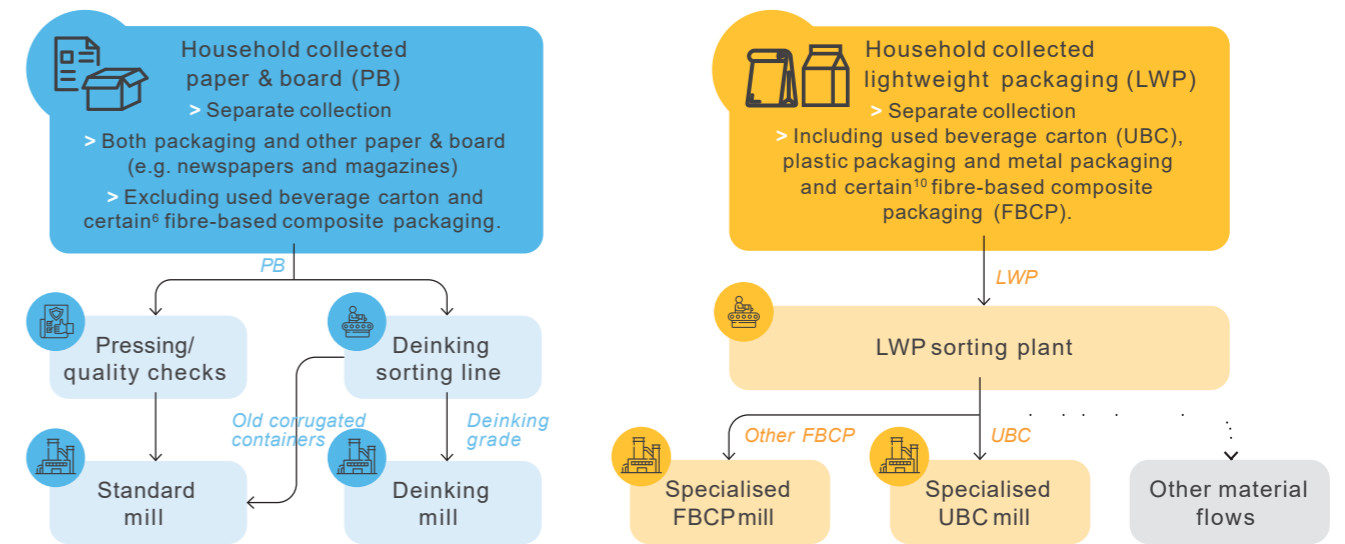 Household collected
paper & board (PB)
> Separate collection
> Both packaging and other paper & board
(e.g. newspapers and magazines)
> Excluding used beverage carton and
certain⁶ fibre-based composite packaging.
PB
Pressing/
quality checks
Deinking
sorting line
Old corrugated
containers
Deinking
grade
Standard
mill
Deinking
mill
Household collected
lightweight packaging (LWP)
> Separate collection
> Including used beverage carton (UBC),
plastic packaging and metal packaging
and certain¹⁰ fibre-based composite
packaging (FBCP).
LWP
LWP sorting plant
Other FBCP
UBC
Specialised
FBCP mill
Specialised
UBC mill
Other material
flows